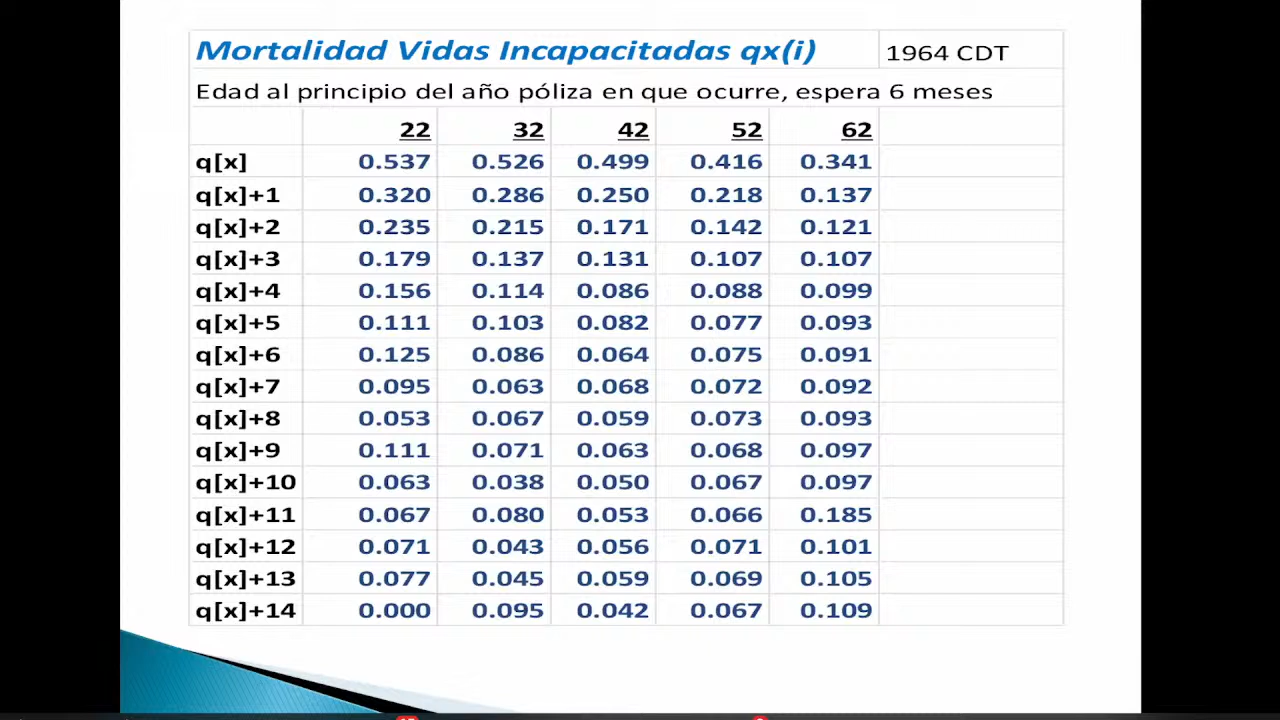 Mortalidad Vidas Incapacitadas qx(i) 1964 CDT
Edad al principio del año póliza en que ocurre, espera 6 meses
22 32 42 52 62
q[x] 0.537 0.526 0.499 0.416 0.341
q[x]+1 0.320 0.286 0.250 0.218 0.137
q[x]+2 0.235 0.215 0.171 0.142 0.121
q[x]+3 0.179 0.137 0.131 0.107 0.107
q[x]+4 0.156 0.114 0.086 0.088 0.099
q[x]+5 0.111 0.103 0.082 0.077 0.093
q[x]+6 0.125 0.086 0.064 0.075 0.091
q[x]+7 0.095 0.063 0.068 0.072 0.092
q[x]+8 0.053 0.067 0.059 0.073 0.093
q[x]+9 0.111 0.071 0.063 0.068 0.097
q[x]+10 0.063 0.038 0.050 0.067 0.097
q[x]+11 0.067 0.080 0.053 0.066 0.185
q[x]+12 0.071 0.043 0.056 0.071 0.101
q[x]+13 0.077 0.045 0.059 0.069 0.105
q[x]+14 0.000 0.095 0.042 0.067 0.109